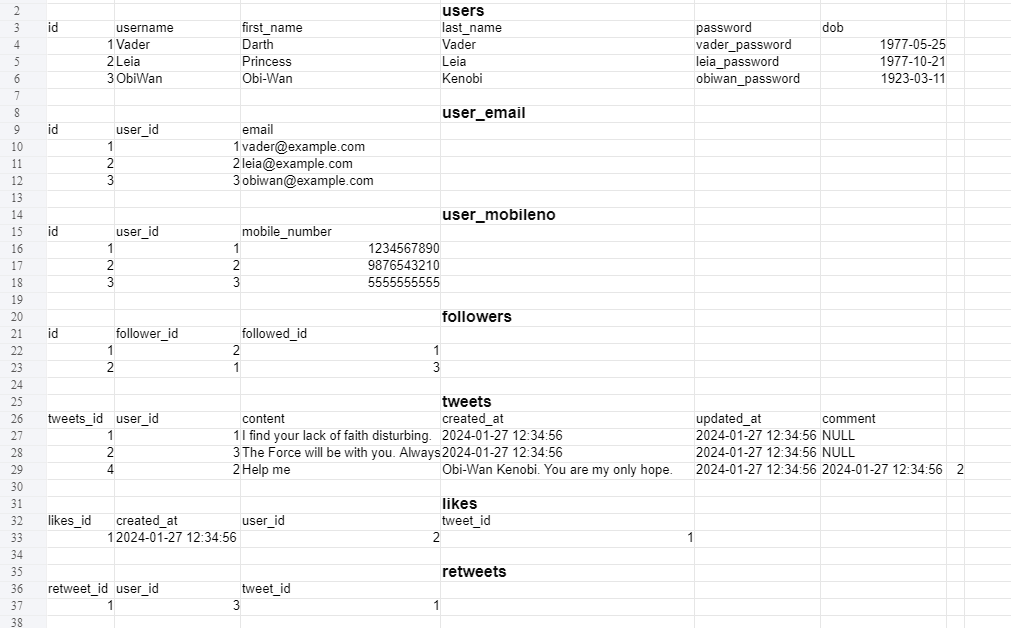 2 users
3 id username first_name last_name password dob
4 1 Vader Darth Vader vader_password 1977-05-25
5 2 Leia Princess Leia leia_password 1977-10-21
6 3 ObiWan Obi-Wan Kenobi obiwan_password 1923-03-11
7
8 user_email
9 id user_id email
10 1 1 vader@example.com
11 2 2 leia@example.com
12 3 3 obiwan@example.com
13
14 user_mobileno
15 id user_id mobile_number
16 1 1 1234567890
17 2 2 9876543210
18 3 3 5555555555
19
20 followers
21 id follower_id followed_id
22 1 2 1
23 2 1 3
24
25 tweets
26 tweets_id user_id content created_at updated_at comment
27 1 1 I find your lack of faith disturbing. 2024-01-27 12:34:56 2024-01-27 12:34:56 NULL
28 2 3 The Force will be with you. Always 2024-01-27 12:34:56 2024-01-27 12:34:56 NULL
29 4 2 Help me Obi-Wan Kenobi. You are my only hope. 2024-01-27 12:34:56 2024-01-27 12:34:56 2
30
31 likes
32 likes_id created_at user_id tweet_id
33 1 2024-01-27 12:34:56 2 1
34
35 retweets
36 retweet_id user_id tweet_id
37 1 3 1
38